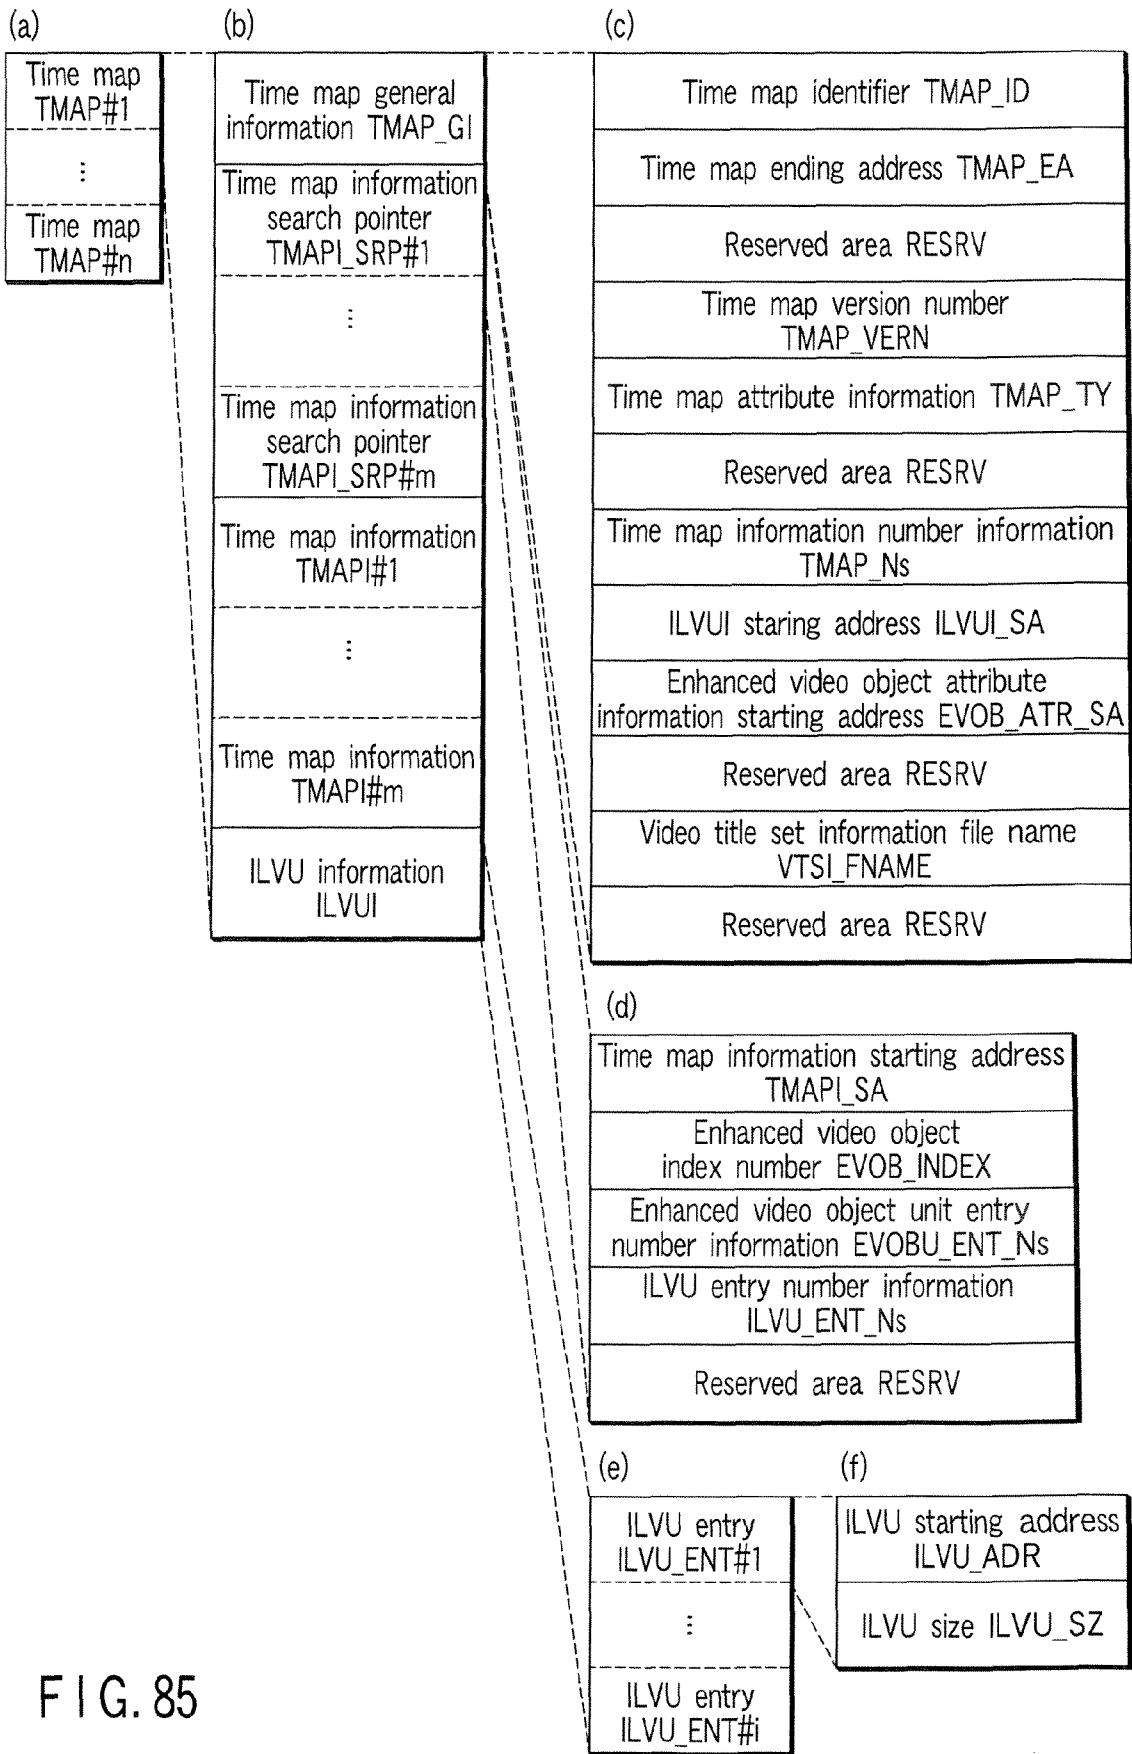 (a)
Time map
TMAP#1
⋮
Time map
TMAP#n
(b)
Time map general
information TMAP_GI
Time map information
search pointer
TMAPI_SRP#1
⋮
Time map information
search pointer
TMAPI_SRP#m
Time map information
TMAPI#1
⋮
Time map information
TMAPI#m
ILVU information
ILVUI
(c)
Time map identifier TMAP_ID
Time map ending address TMAP_EA
Reserved area RESRV
Time map version number
TMAP_VERN
Time map attribute information TMAP_TY
Reserved area RESRV
Time map information number information
TMAP_Ns
ILVUI staring address ILVUI_SA
Enhanced video object attribute
information starting address EVOB_ATR_SA
Reserved area RESRV
Video title set information file name
VTSI_FNAME
Reserved area RESRV
(d)
Time map information starting address
TMAPI_SA
Enhanced video object
index number EVOB_INDEX
Enhanced video object unit entry
number information EVOBU_ENT_Ns
ILVU entry number information
ILVU_ENT_Ns
Reserved area RESRV
(e)
ILVU entry
ILVU_ENT#1
⋮
ILVU entry
ILVU_ENT#i
(f)
ILVU starting address
ILVU_ADR
ILVU size ILVU_SZ
FIG. 85